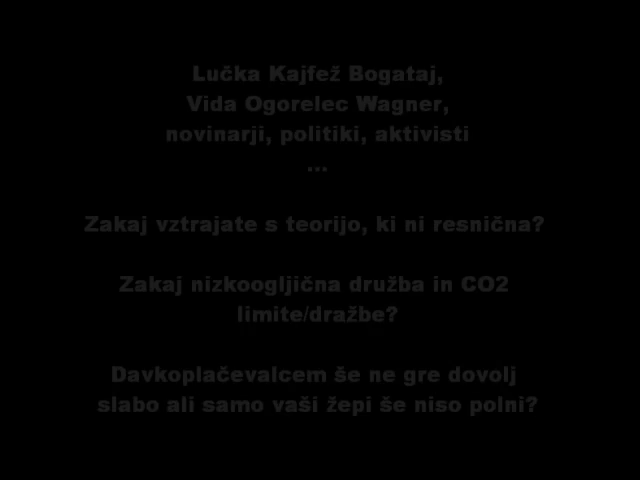 Lučka Kajfež Bogataj,
Vida Ogorelec Wagner,
novinarji, politiki, aktivisti
...
Zakaj vztrajate s teorijo, ki ni resnična?
Zakaj nizkoogljična družba in CO2
limite/dražbe?
Davkoplačevalcem še ne gre dovolj
slabo ali samo vaši žepi še niso polni?